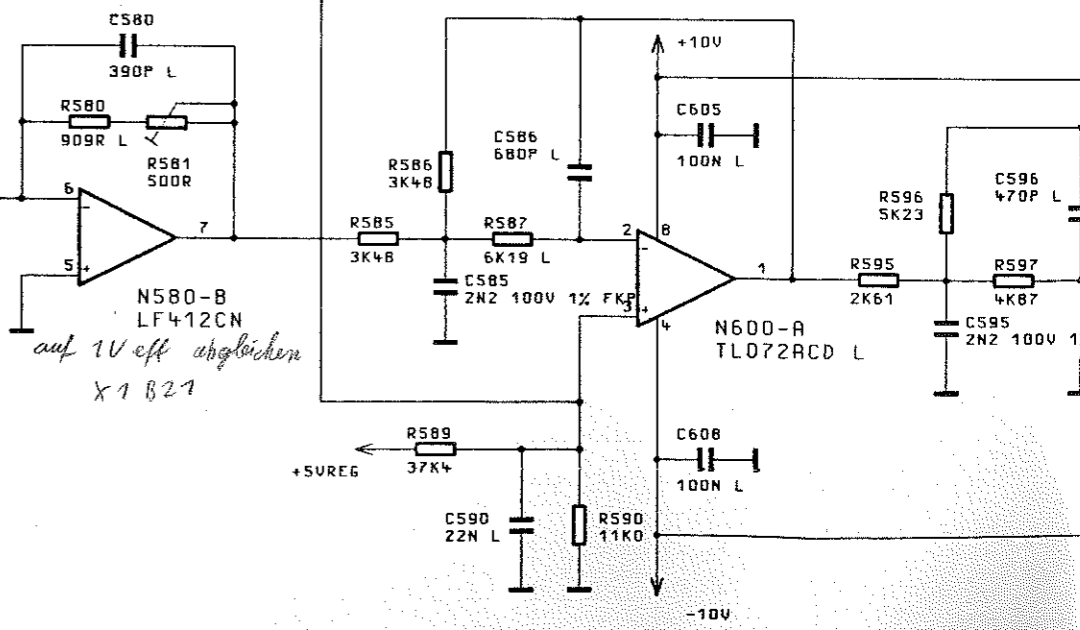 C580
390P L
R580
909R L
R581
500R
6
5
7
N580-B
LF412CN
auf 1V eff abgleichen
X1 B21
R585
3K48
R586
3K48
R587
6K19 L
C586
680P L
C585
2N2 100V 1% FKP
+10V
C605
100N L
2
3
8
4
1
N600-A
TL072ACD L
R589
37K4
+5VREG
C590
22N L
R590
11K0
C608
100N L
-10V
R595
2K61
R596
5K23
C596
470P L
R597
4K87
C595
2N2 100V 1